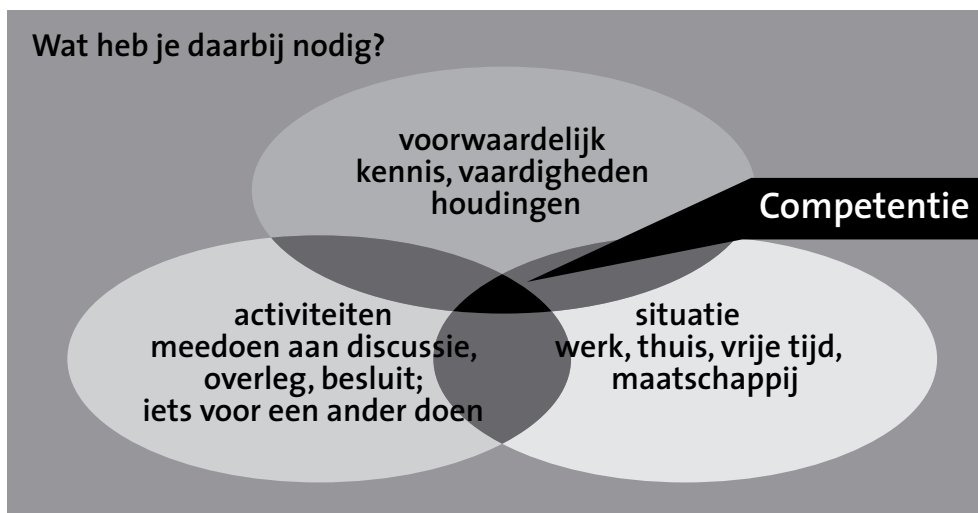 Wat heb je daarbij nodig?
voorwaardelijk
kennis, vaardigheden
houdingen
Competentie
activiteiten
meedoen aan discussie,
overleg, besluit;
iets voor een ander doen
situatie
werk, thuis, vrije tijd,
maatschappij